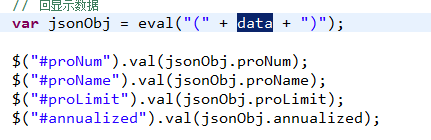 // 回显示数据
var jsonObj = eval("(" + data + ")");
$("#proNum").val(jsonObj.proNum);
$("#proName").val(jsonObj.proName);
$("#proLimit").val(jsonObj.proLimit);
$("#annualized").val(jsonObj.annualized);